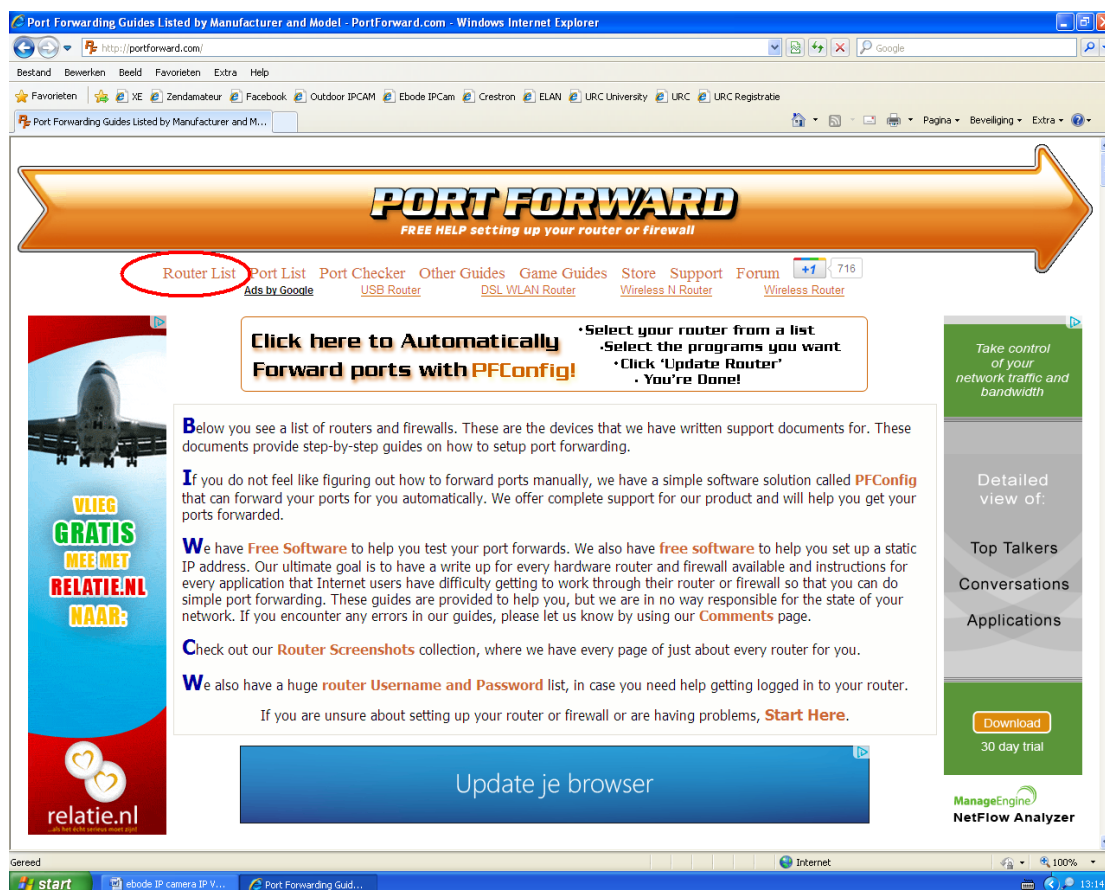 Port Forwarding Guides Listed by Manufacturer and Model - PortForward.com - Windows Internet Explorer
http://portforward.com/
Google
Bestand Bewerken Beeld Favorieten Extra Help
Favorieten XE Zendamateur Facebook Outdoor IPCAM Ebode IPCam Crestron ELAN URC University URC URC Registratie
Port Forwarding Guides Listed by Manufacturer and M...
Pagina Beveiliging Extra
PORT FORWARD
FREE HELP setting up your router or firewall
Router List Port List Port Checker Other Guides Game Guides Store Support Forum +1 716
Ads by Google USB Router DSL WLAN Router Wireless N Router Wireless Router
Click here to Automatically
Forward ports with PFConfig!
•Select your router from a list
•Select the programs you want
•Click ‘Update Router’
• You're Done!
Below you see a list of routers and firewalls. These are the devices that we have written support documents for. These
documents provide step-by-step guides on how to setup port forwarding.
If you do not feel like figuring out how to forward ports manually, we have a simple software solution called PFConfig
that can forward your ports for you automatically. We offer complete support for our product and will help you get your
ports forwarded.
We have Free Software to help you test your port forwards. We also have free software to help you set up a static
IP address. Our ultimate goal is to have a write up for every hardware router and firewall available and instructions for
every application that Internet users have difficulty getting to work through their router or firewall so that you can do
simple port forwarding. These guides are provided to help you, but we are in no way responsible for the state of your
network. If you encounter any errors in our guides, please let us know by using our Comments page.
Check out our Router Screenshots collection, where we have every page of just about every router for you.
We also have a huge router Username and Password list, in case you need help getting logged in to your router.
If you are unsure about setting up your router or firewall or are having problems, Start Here.
VLIEG
GRATIS
MEE MET
RELATIE.NL
NAAR:
relatie.nl
...als het écht serieus moet zijn!
Take control
of your
network traffic and
bandwidth
Detailed
view of:
Top Talkers
Conversations
Applications
Download
30 day trial
ManageEngine
NetFlow Analyzer
Update je browser
Gereed
Internet
100%
start
ebode IP camera IP V...
Port Forwarding Guid...
13:14